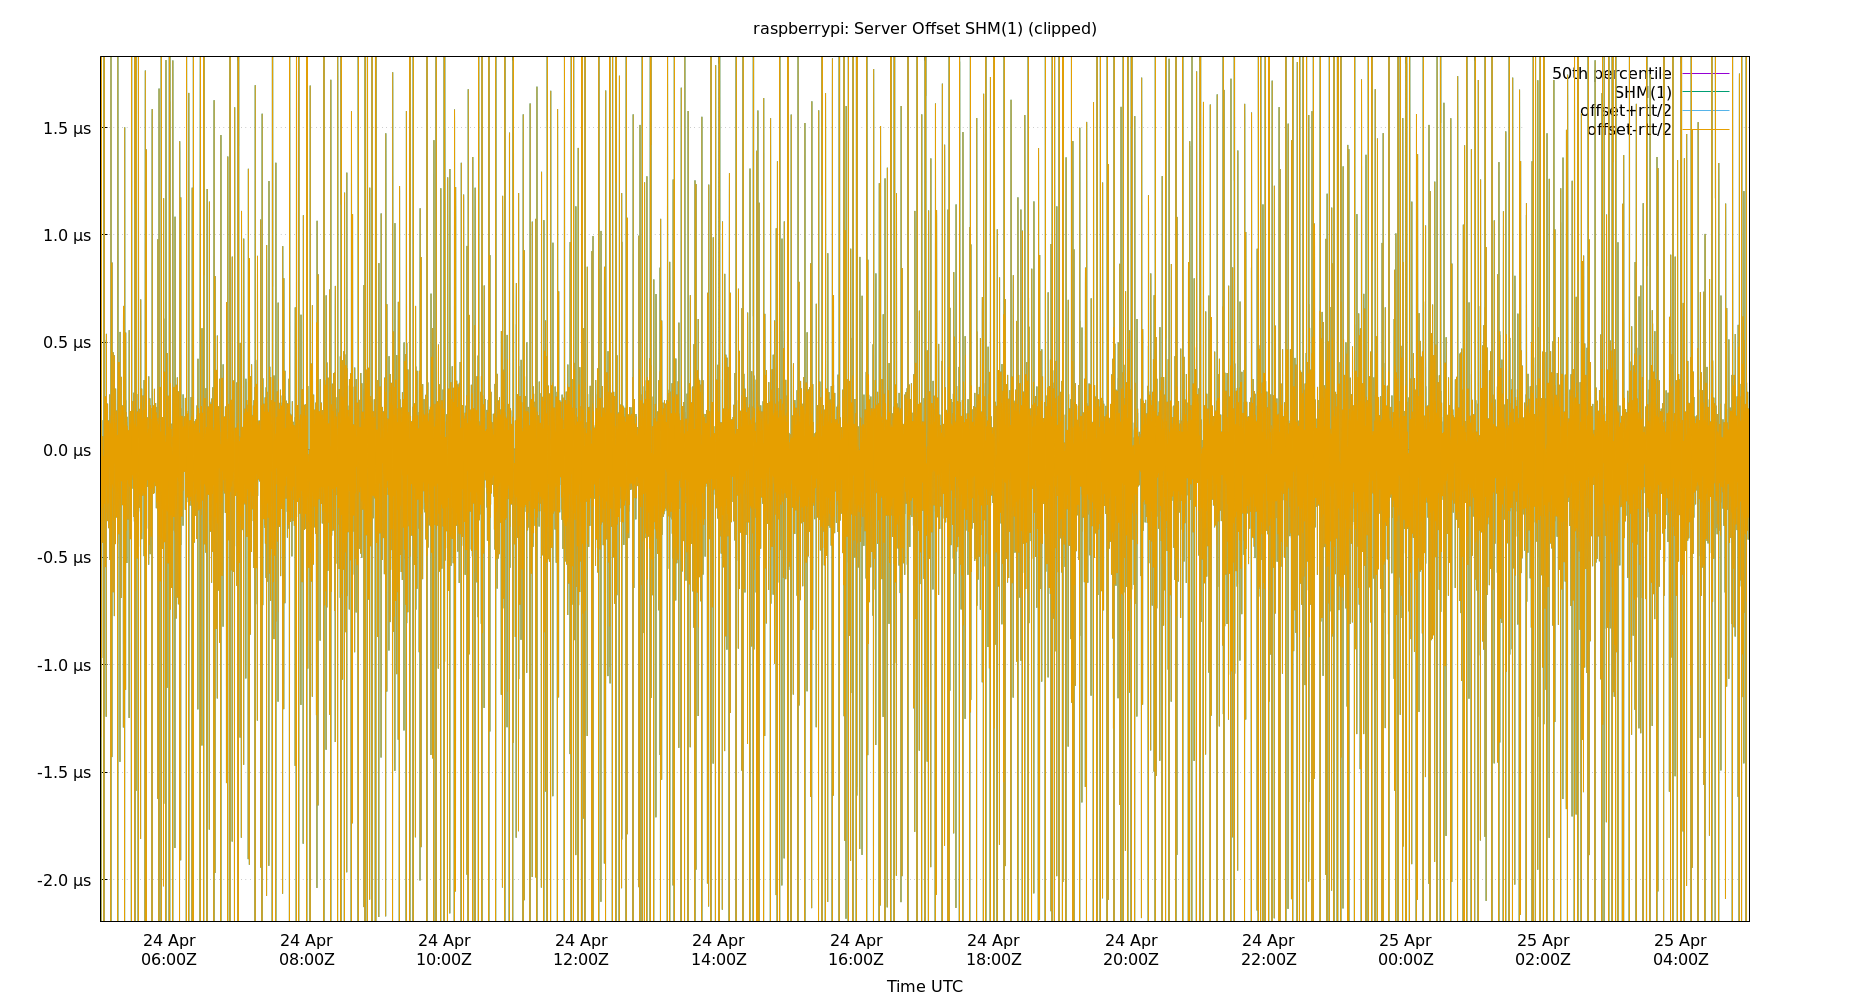 raspberrypi: Server Offset SHM(1) (clipped)
50th percentile
SHM(1)
offset+rtt/2
offset-rtt/2
1.5 μs
1.0 μs
0.5 μs
0.0 μs
-0.5 μs
-1.0 μs
-1.5 μs
-2.0 μs
24 Apr 24 Apr 24 Apr 24 Apr 24 Apr 24 Apr 24 Apr 24 Apr 24 Apr 25 Apr 25 Apr 25 Apr
06:00Z 08:00Z 10:00Z 12:00Z 14:00Z 16:00Z 18:00Z 20:00Z 22:00Z 00:00Z 02:00Z 04:00Z
Time UTC